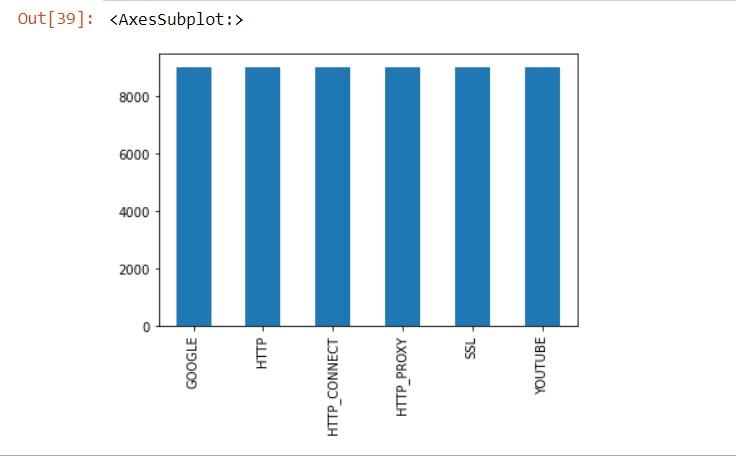 Out[39]: <AxesSubplot:>
8000
6000
4000
2000
0
GOOGLE
HTTP
HTTP_CONNECT
HTTP_PROXY
SSL
YOUTUBE